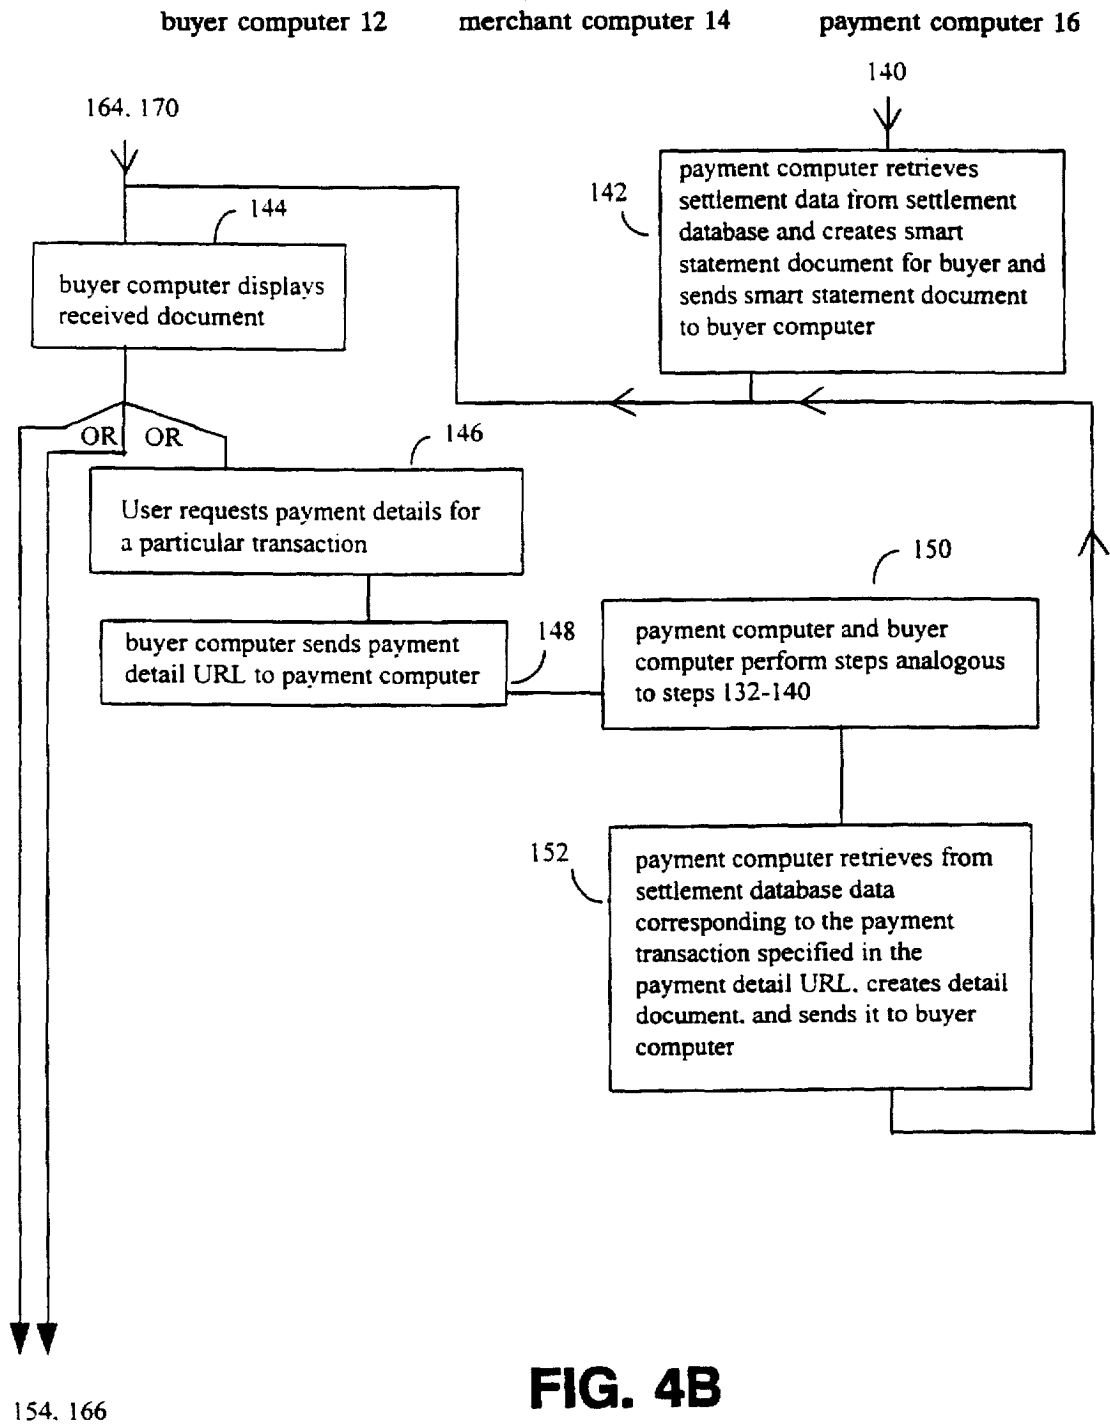 buyer computer 12 merchant computer 14 payment computer 16
140
164, 170
142
payment computer retrieves
settlement data from settlement
database and creates smart
statement document for buyer and
sends smart statement document
to buyer computer
144
buyer computer displays
received document
OR OR
146
User requests payment details for
a particular transaction
148
buyer computer sends payment
detail URL to payment computer
150
payment computer and buyer
computer perform steps analogous
to steps 132-140
152
payment computer retrieves from
settlement database data
corresponding to the payment
transaction specified in the
payment detail URL, creates detail
document, and sends it to buyer
computer
154, 166
FIG. 4B